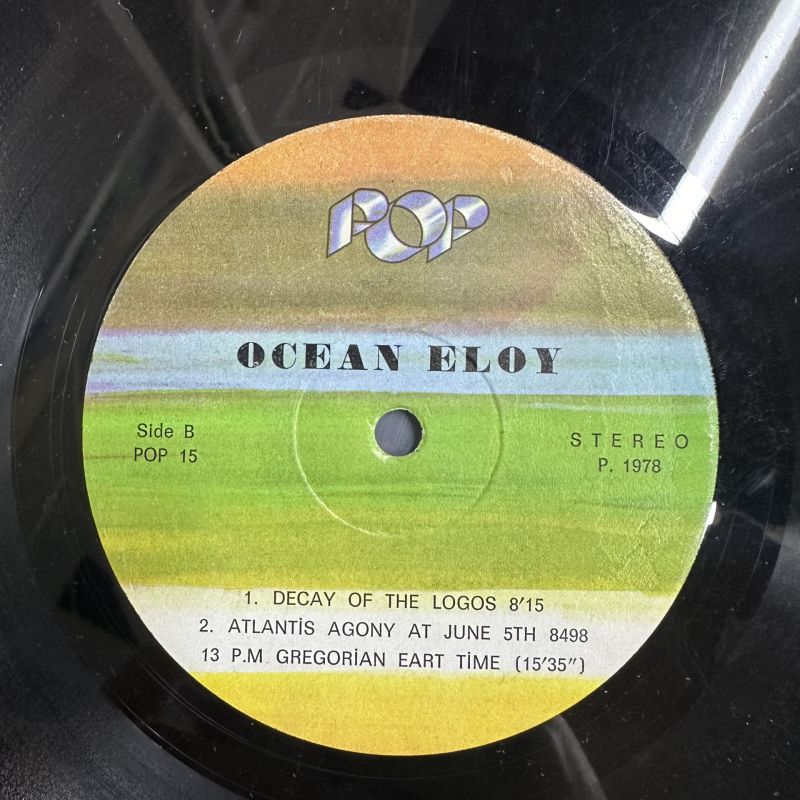 POP
OCEAN ELOY
Side B
POP 15
STEREO
P. 1978
1. DECAY OF THE LOGOS 8'15
2. ATLANTİS AGONY AT JUNE 5TH 8498
13 P.M GREGORİAN EART TİME (15'35")